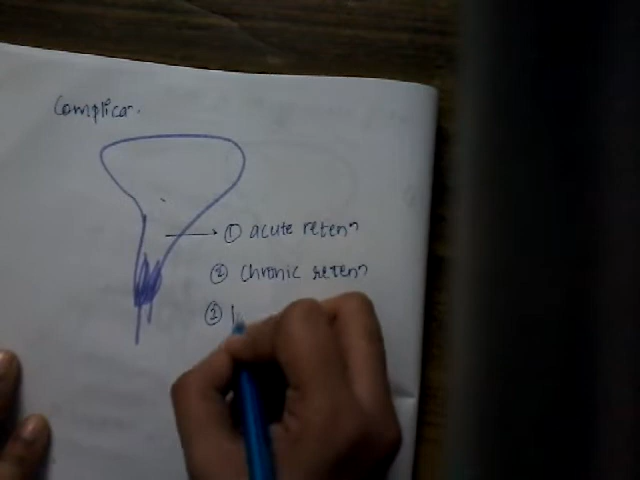 Complica.
① acute retenn
② chronic retenn
③